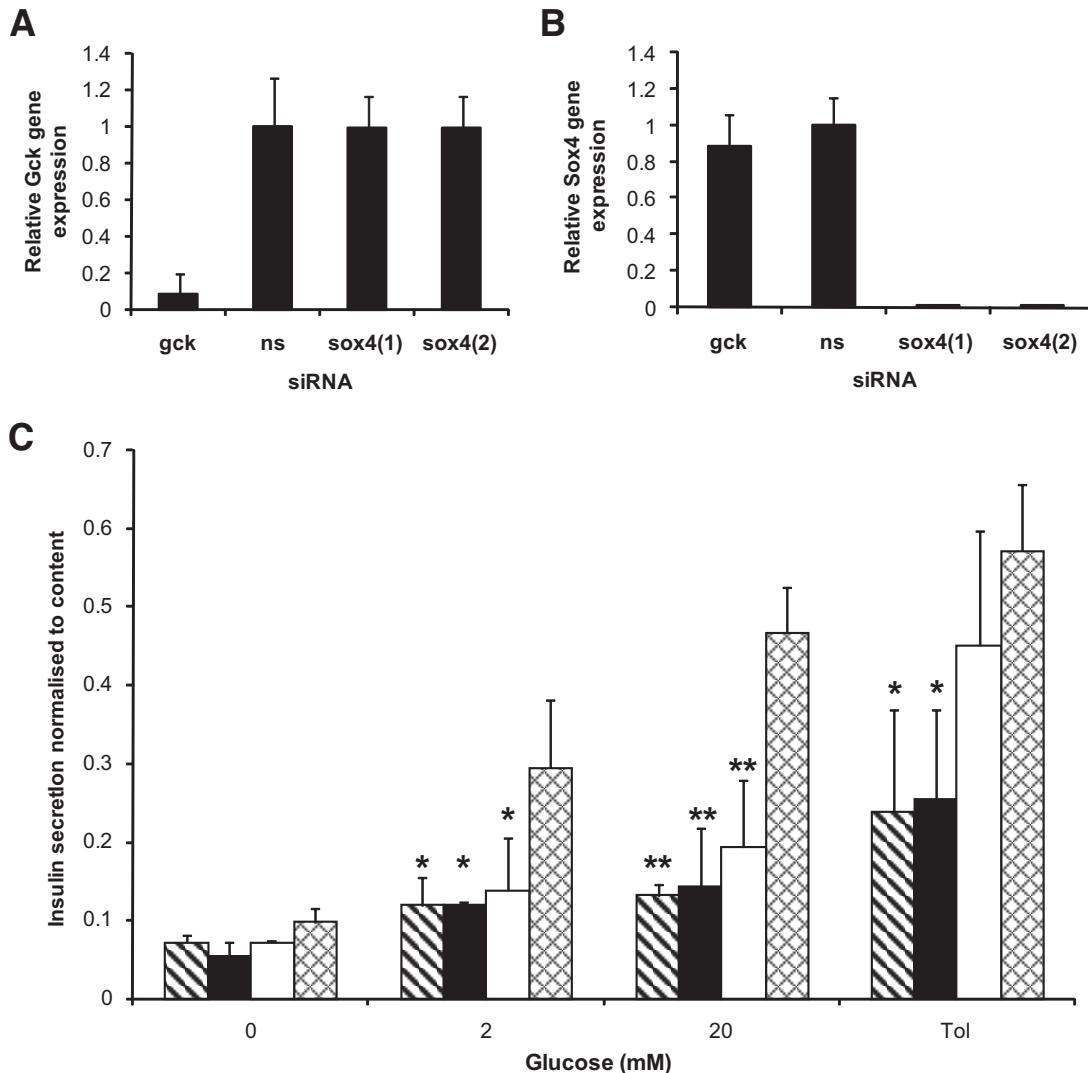 A
Relative Gck gene
expression
1.4
1.2
1
0.8
0.6
0.4
0.2
0
gck ns sox4(1) sox4(2)
siRNA
B
Relative Sox4 gene
expression
1.4
1.2
1
0.8
0.6
0.4
0.2
0
gck ns sox4(1) sox4(2)
siRNA
C
Insulin secretion normalised to content
0.7
0.6
0.5
0.4
0.3
0.2
0.1
0
* * *
** ** **
* *
0 2 20 Tol
Glucose (mM)